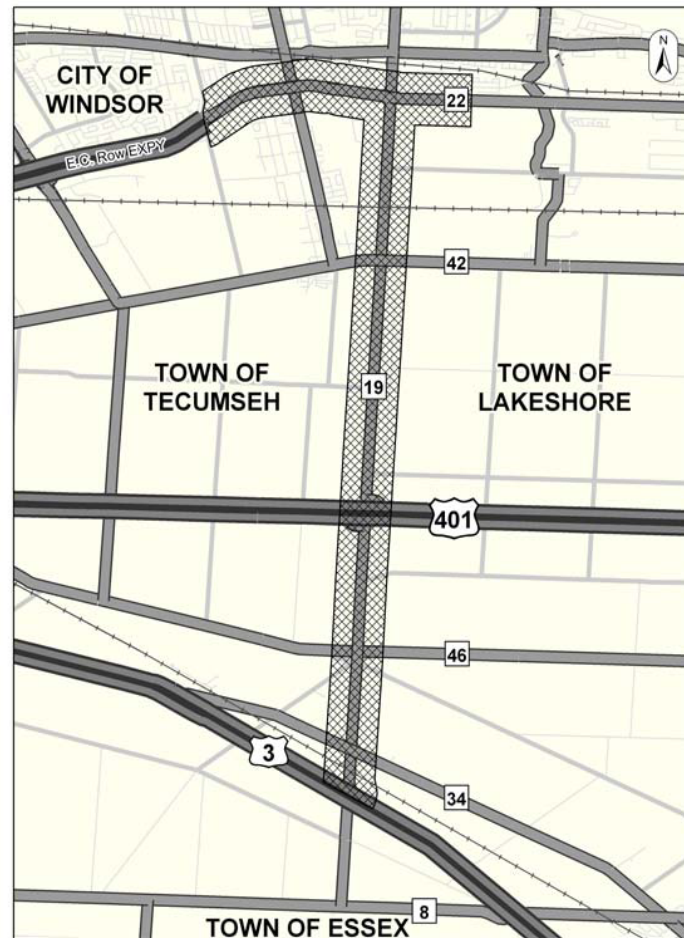 N
CITY OF
WINDSOR
22
E.C. Row EXPY
42
TOWN OF
TECUMSEH
TOWN OF
LAKESHORE
19
401
46
3
34
8
TOWN OF ESSEX